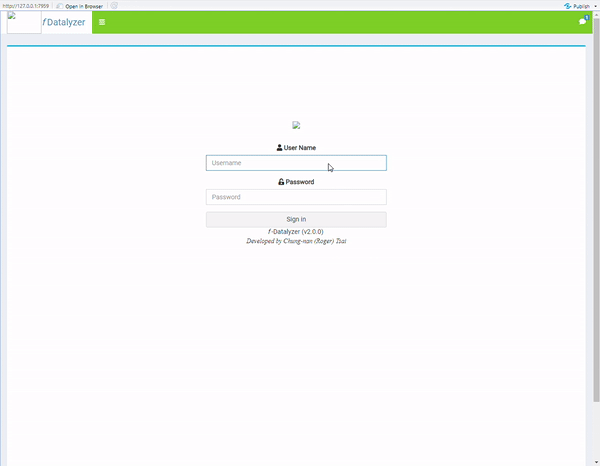 http://127.0.0.1:7659
Open in Browser
Publish
f Datalyzer
User Name
Username
Password
Password
Sign in
f -Datalyzer (v2.0.0)
Developed by Chung-nan (Roger) Tsai